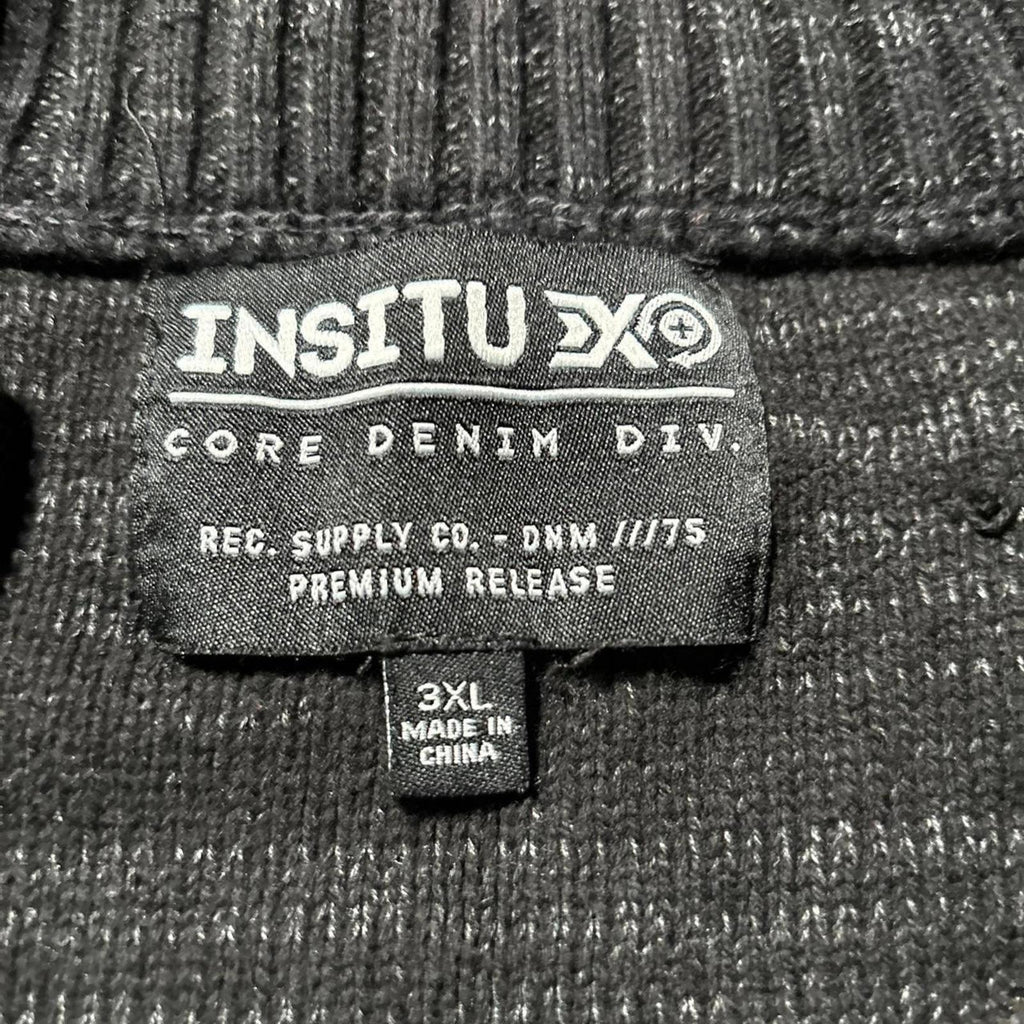 INSITU
CORE DENIM DIV.
REC. SUPPLY CO. - DNM ///75
PREMIUM RELEASE
3XL
MADE IN
CHINA